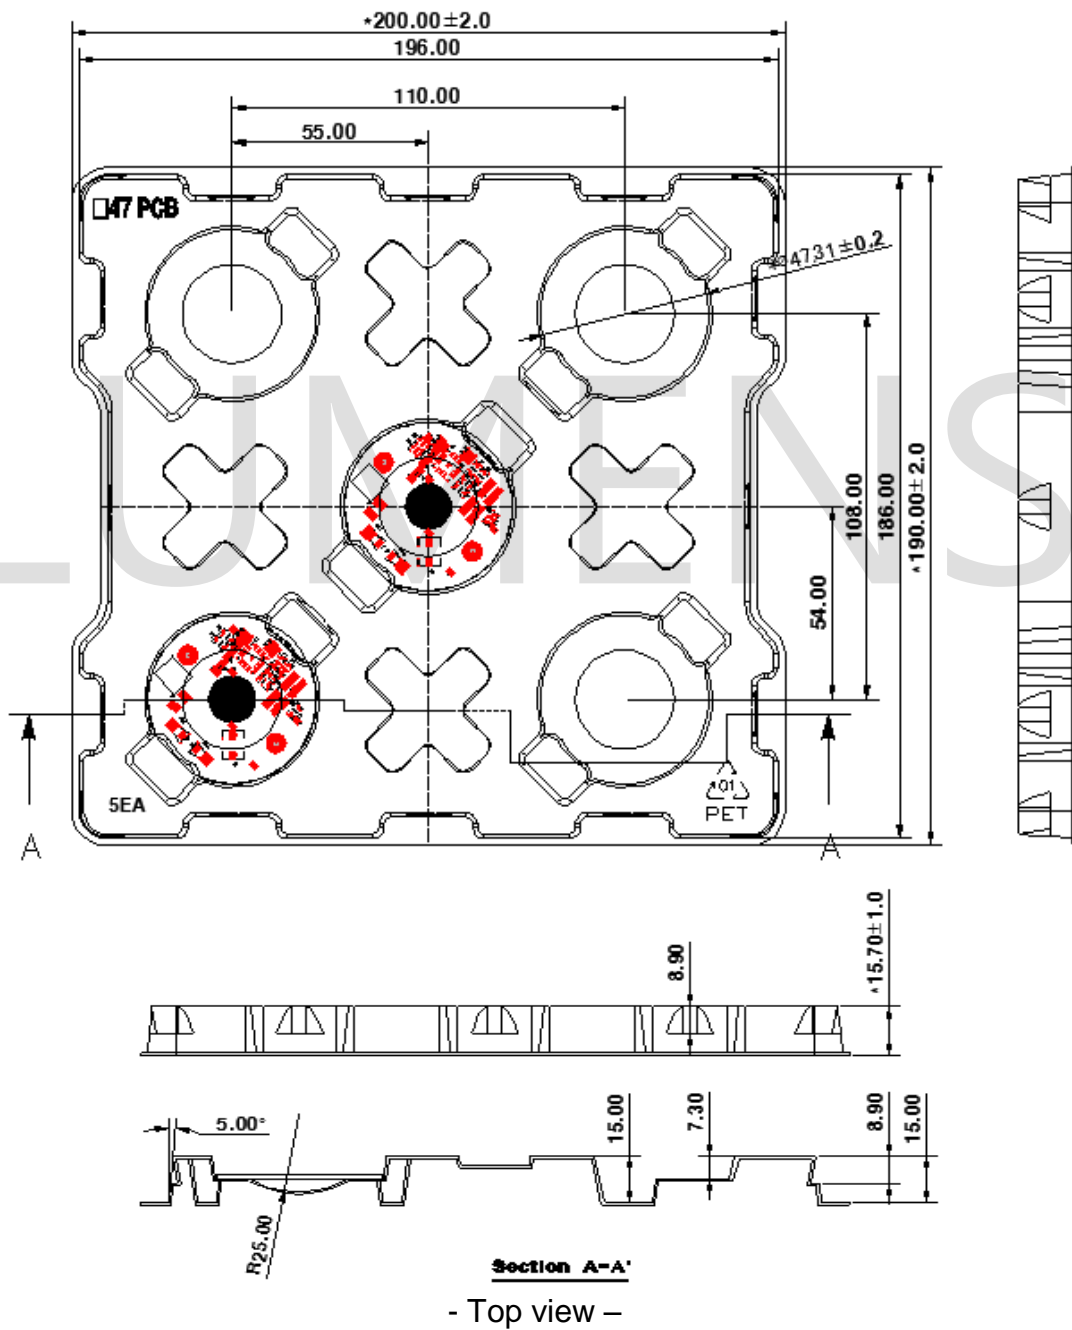 *200.00±2.0
196.00
110.00
55.00
□47 PCB
47.31±0.2
LUMENS
108.00
186.00
*190.00±2.0
54.00
5EA
01
PET
A
A
*15.70±1.0
8.90
5.00°
15.00
7.30
8.90
15.00
R25.00
Section A-A'
- Top view –